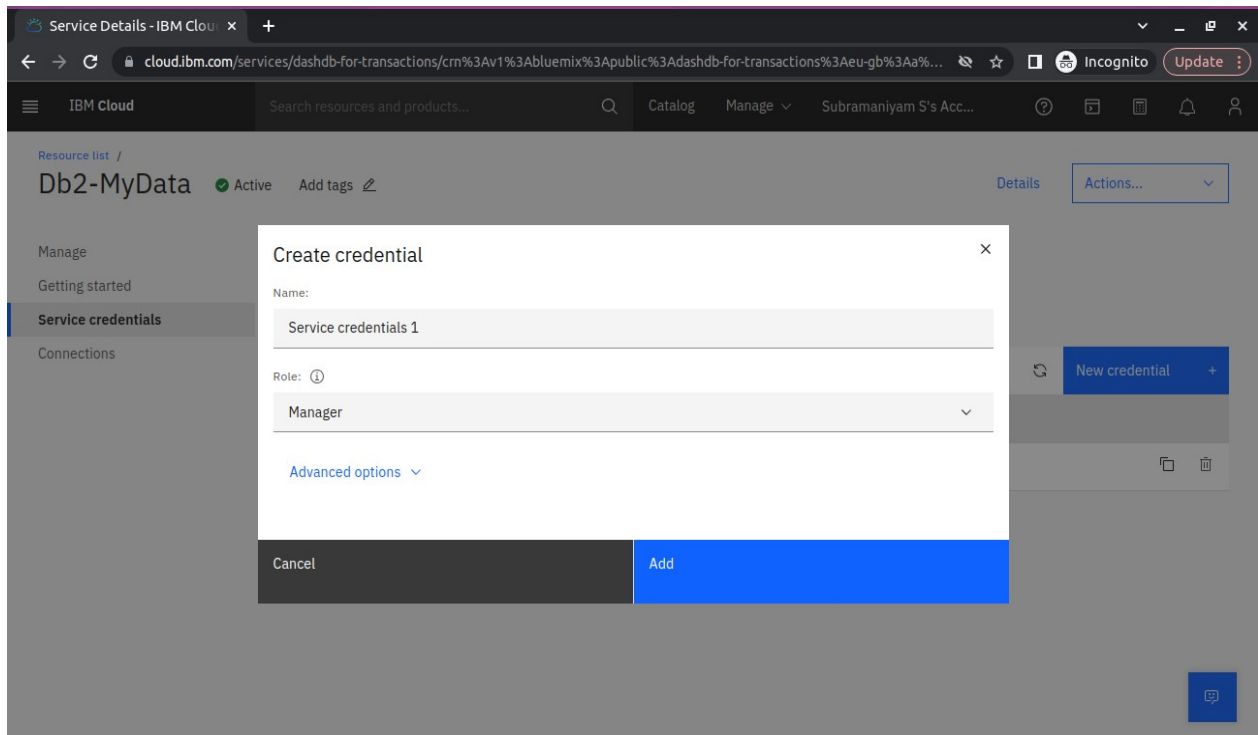 Service Details - IBM Clou
cloud.ibm.com/services/dashdb-for-transactions/crn%3Av1%3Abluemix%3Apublic%3Adashdb-for-transactions%3Aeu-gb%3Aa%...
Incognito
Update
IBM Cloud
Search resources and products...
Catalog
Manage
Subramaniyam S's Acc...
Resource list /
Db2-MyData
Active
Add tags
Details
Actions...
Manage
Getting started
Service credentials
Connections
Create credential
Name:
Service credentials 1
Role:
Manager
Advanced options
Cancel
Add
New credential +